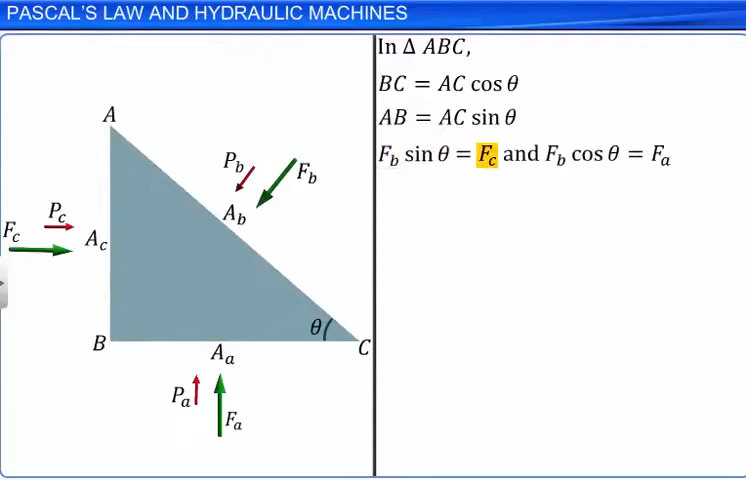 PASCAL'S LAW AND HYDRAULIC MACHINES
In Δ ABC,
BC = AC cos θ
AB = AC sin θ
F_b sin θ = F_c and F_b cos θ = F_a
A
P_b
F_b
A_b
P_c
F_c
A_c
θ
B
A_a
C
P_a
F_a